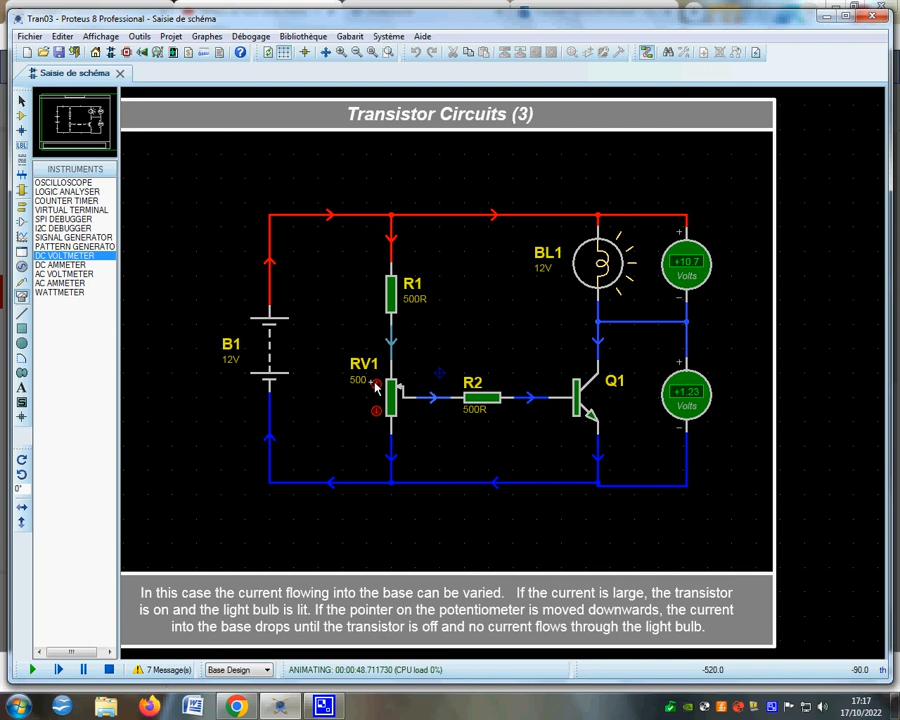 Tran03 - Proteus 8 Professional - Saisie de schéma
Fichier Editer Affichage Outils Projet Graphes Débogage Bibliothèque Gabarit Système Aide
Saisie de schéma
LBL
INSTRUMENTS
OSCILLOSCOPE
LOGIC ANALYSER
COUNTER TIMER
VIRTUAL TERMINAL
SPI DEBUGGER
I2C DEBUGGER
SIGNAL GENERATOR
PATTERN GENERATO
DC VOLTMETER
DC AMMETER
AC VOLTMETER
AC AMMETER
WATTMETER
A
0°
Transistor Circuits (3)
BL1
12V
+10.7
Volts
R1
500R
B1
12V
RV1
500
R2
500R
Q1
+1.23
Volts
In this case the current flowing into the base can be varied. If the current is large, the transistor
is on and the light bulb is lit. If the pointer on the potentiometer is moved downwards, the current
into the base drops until the transistor is off and no current flows through the light bulb.
7 Message(s) Base Design ANIMATING: 00:00:48.711730 (CPU load 0%) -520.0 -90.0 th
17:17
17/10/2022